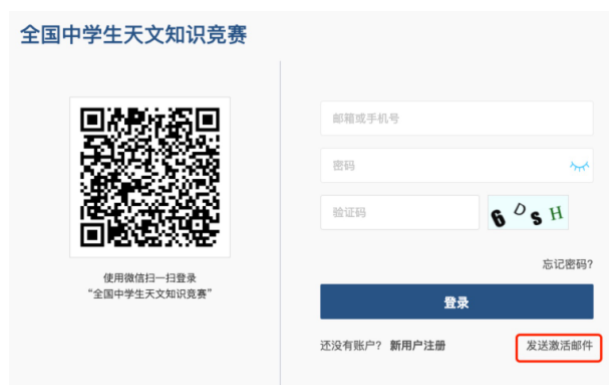 全国中学生天文知识竞赛
使用微信扫一扫登录
“全国中学生天文知识竞赛”
邮箱或手机号
密码
验证码
6DsH
忘记密码?
登录
还没有账户? 新用户注册
发送激活邮件